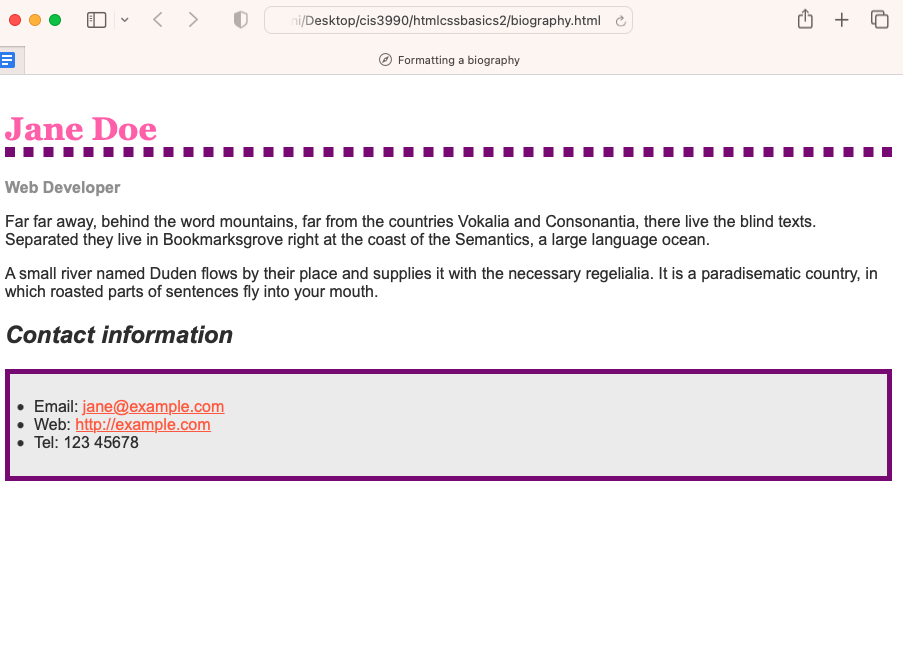 ni/Desktop/cis3990/htmlcssbasics2/biography.html
Formatting a biography
Jane Doe
Web Developer
Far far away, behind the word mountains, far from the countries Vokalia and Consonantia, there live the blind texts.
Separated they live in Bookmarksgrove right at the coast of the Semantics, a large language ocean.
A small river named Duden flows by their place and supplies it with the necessary regelialia. It is a paradisematic country, in
which roasted parts of sentences fly into your mouth.
Contact information
Email: jane@example.com
Web: http://example.com
Tel: 123 45678